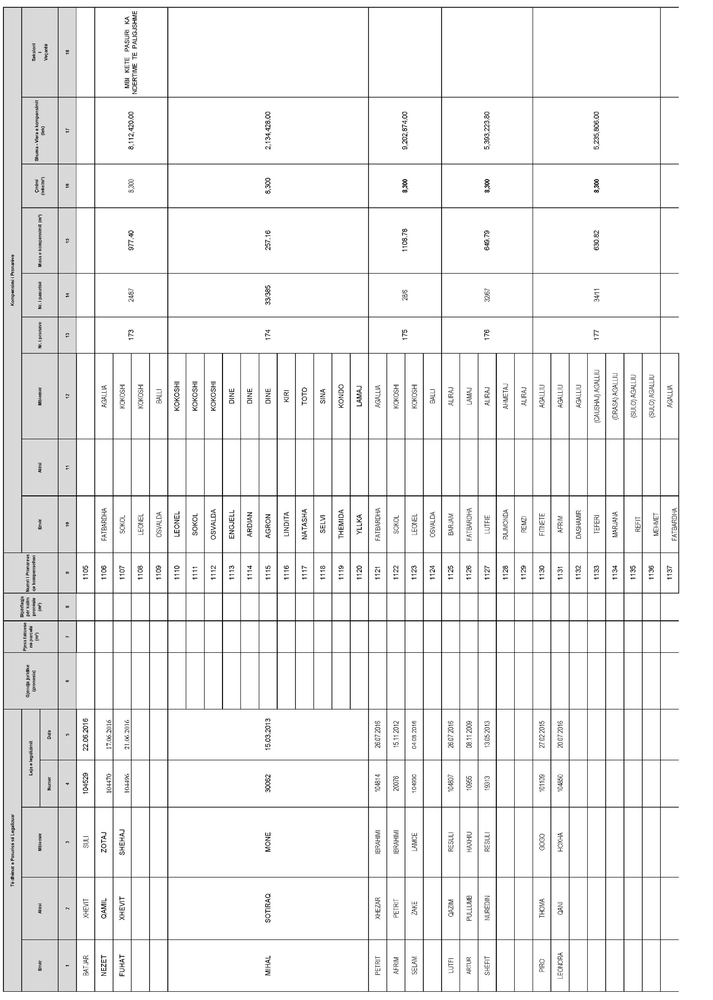 Të dhënat e Pasurisë së Legalizuar
Kompensimi i Pronarëve
Emër
Atësi
Mbiemër
Leja e legalizimit
Numer
Date
Gjendja juridike
(pronësia)
Pjesa takuese
në parcelë
(m²)
Sipërfaqja
për kalim
pronësie
(m²)
Numri i Pronareve
qe kompensohen
Emër
Atësi
Mbiemër
Nr. i pronave
Nr. i pasurisë
Masa e kompensimit (m²)
Çmimi
(leke/m²)
Shuma - Vlera e kompensimit
(lek)
Seksioni
i
Veçantë
1 2 3 4 5 6 7 8 9 10 11 12 13 14 15 16 17 18
BATJAR XHEVIT SULI 104529 22.06.2016 1105
NEZET QAMIL ZOTAJ 104470 17.06.2016 1106 FATBARDHA AGALLIA
FUHAT XHEVIT SHEHAJ 104496 21.06.2016 1107 SOKOL KOKOSHI
173 24/87 977.40 8,300 8,112,420.00
MBI KETE PASURI KA
NDERTIME TE PALIGJSHME
1108 LEONEL KOKOSHI
1109 OSVALDA BALLI
1110 LEONEL KOKOSHI
1111 SOKOL KOKOSHI
1112 OSVALDA KOKOSHI
1113 ENGJELL DINE
1114 ARDIAN DINE
MIHAL SOTIRAQ MONE 30062 15.03.2013 1115 AGRON DINE 174 33/385 257.16 8,300 2,134,428.00
1116 LINDITA KIRI
1117 NATASHA TOTO
1118 SELVI SINA
1119 THEMIDA KONDO
1120 YLLKA LAMAJ
PETRIT XHEZAR IBRAHIMI 104814 26.07.2016 1121 FATBARDHA AGALLIA
AFRIM PETRIT IBRAHIMI 20076 15.11.2012 1122 SOKOL KOKOSHI
175 28/6 1108.78 8,300 9,202,874.00
SELAM ZAKE LAMCE 104930 04.08.2016 1123 LEONEL KOKOSHI
1124 OSVALDA BALLI
LUTFI QAZIM RESULI 104807 26.07.2016 1125 BARJAM ALIRAJ
ARTUR PULLUMB HAXHIU 10955 08.11.2009 1126 FATBARDHA LAMAJ
SHEFIT NUREDIN RESULI 19313 13.05.2013 1127 LUTFIE ALIRAJ 176 32/67 649.79 8,300 5,393,223.80
1128 RAJMONDA AHMETAJ
1129 REMZI ALIRAJ
PIRO THOMA GOGO 101109 27.02.2015 1130 FITNETE AGALLIU
LEONORA QANI HOXHA 104850 20.07.2016 1131 AFRIM AGALLIU
1132 DASHAMIR AGALLIU
1133 TEFERI (CAUSHAJ) AGALLIU 177 34/11 630.82 8,300 5,235,806.00
1134 MARJANA (DRASA) AGALLIU
1135 REFIT (SULO) AGALLIU
1136 MEHMET (SULO) AGALLIU
1137 FATBARDHA AGALLIA